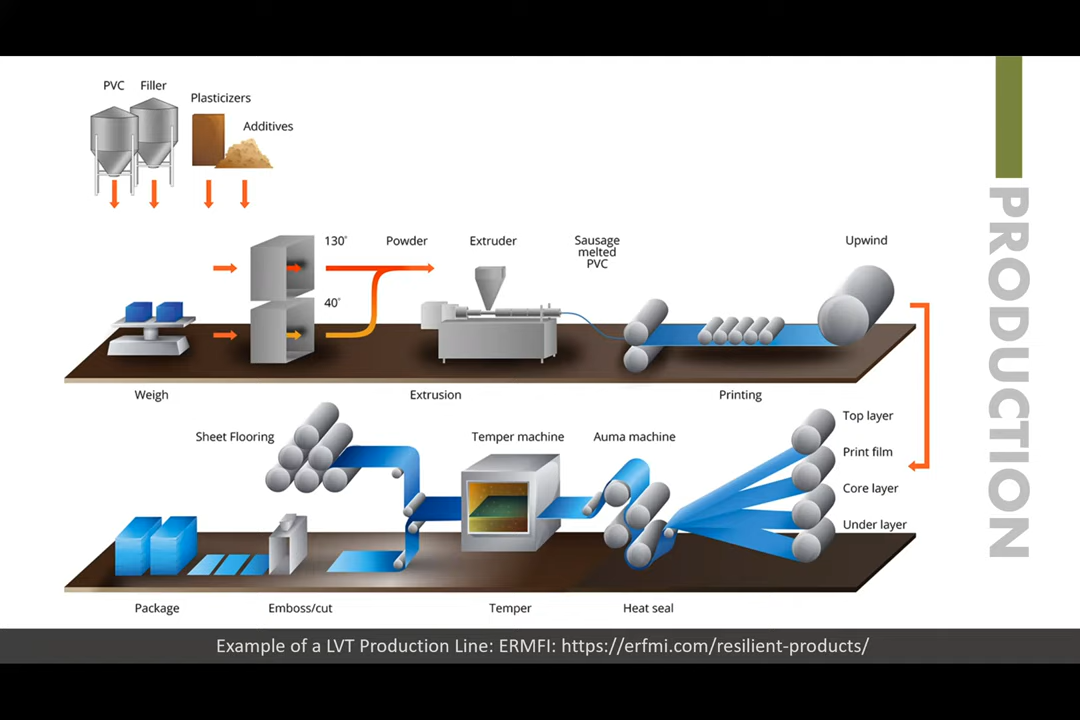 PVC
Filler
Plasticizers
Additives
130°
Powder
Extruder
Sausage
melted
PVC
Upwind
40°
Weigh
Extrusion
Printing
Sheet Flooring
Temper machine
Auma machine
Top layer
Print film
Core layer
Under layer
Package
Emboss/cut
Temper
Heat seal
PRODUCTION
Example of a LVT Production Line: ERMFI: https://erfmi.com/resilient-products/